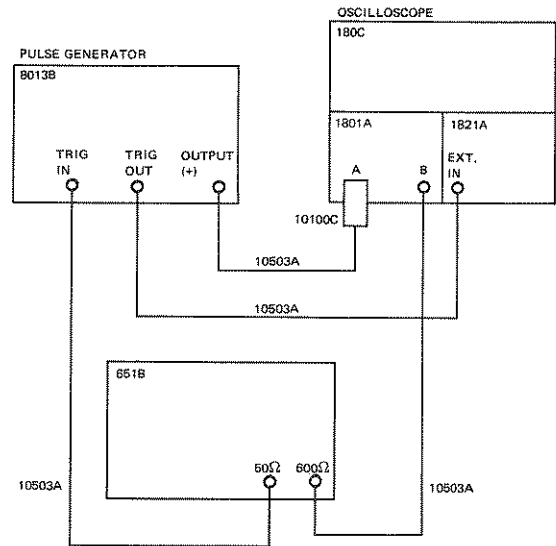 OSCILLOSCOPE
180C
PULSE GENERATOR
8013B
1801A
1821A
TRIG
IN
TRIG
OUT
OUTPUT
(+)
A
B
EXT.
IN
10100C
10503A
10503A
651B
50Ω
600Ω
10503A
10503A